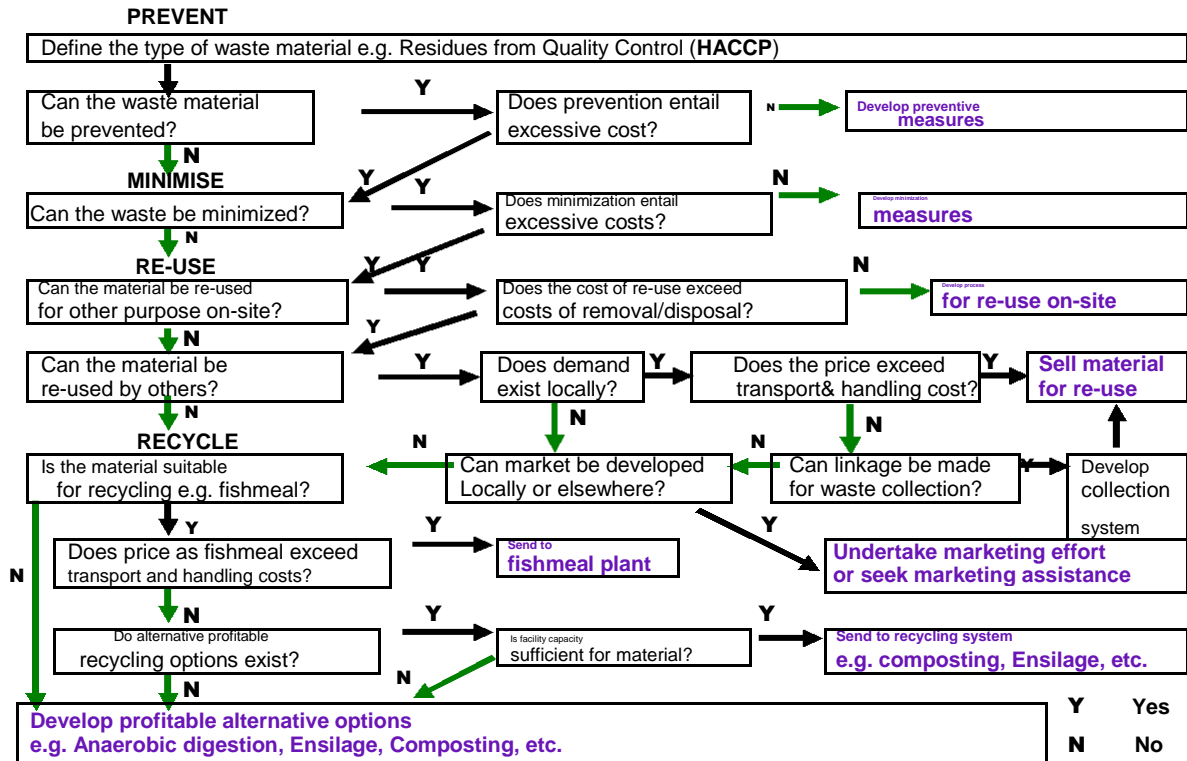 PREVENT
Define the type of waste material e.g. Residues from Quality Control (HACCP)
Y
Can the waste material
be prevented?
Does prevention entail
excessive cost?
N
Develop preventive
measures
N
MINIMISE
Y
Y
N
Can the waste be minimized?
Does minimization entail
excessive costs?
Develop minimization
measures
N
RE-USE
Y
Y
N
Can the material be re-used
for other purpose on-site?
Does the cost of re-use exceed
costs of removal/disposal?
Develop process
for re-use on-site
N
Y
Can the material be
re-used by others?
Y
Does demand
exist locally?
Y
Does the price exceed
transport& handling cost?
Y
Sell material
for re-use
N
N
N
RECYCLE
N
N
Is the material suitable
for recycling e.g. fishmeal?
Can market be developed
Locally or elsewhere?
Can linkage be made
for waste collection?
Y
Develop
collection
system
Y
Y
Y
Does price as fishmeal exceed
transport and handling costs?
Send to
fishmeal plant
Undertake marketing effort
or seek marketing assistance
N
N
Y
Y
Do alternative profitable
recycling options exist?
Is facility capacity
sufficient for material?
Send to recycling system
e.g. composting, Ensilage, etc.
N
N
Develop profitable alternative options
e.g. Anaerobic digestion, Ensilage, Composting, etc.
Y Yes
N No